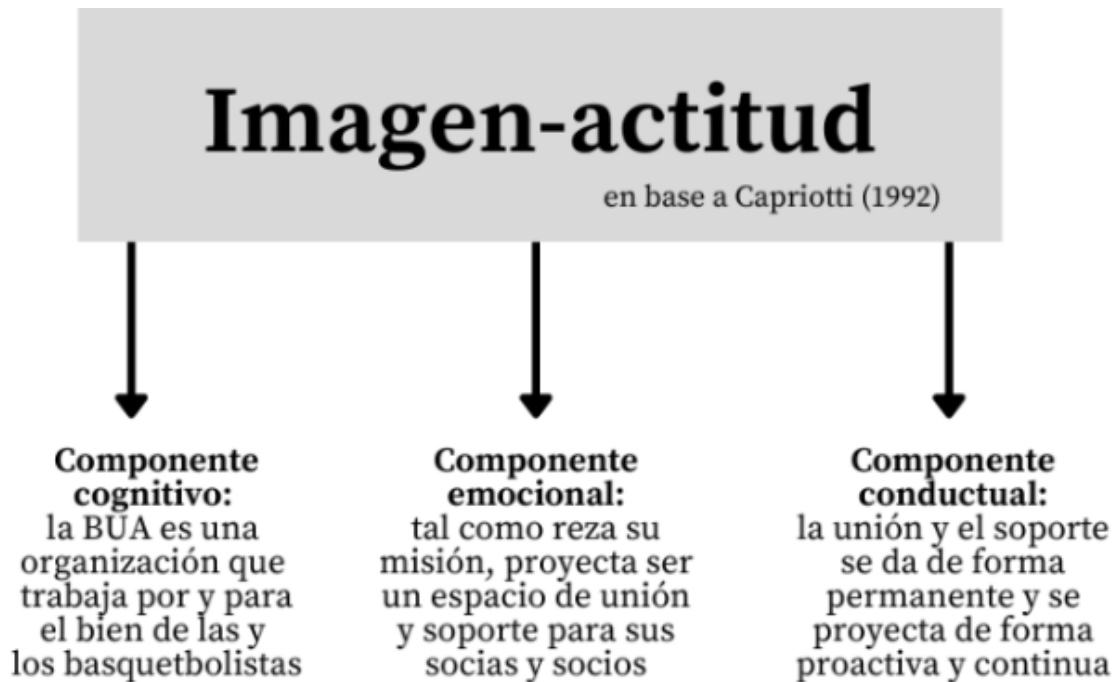 Imagen-actitud
en base a Capriotti (1992)
Componente
cognitivo:
la BUA es una
organización que
trabaja por y para
el bien de las y
los basquetbolistas
Componente
emocional:
tal como reza su
misión, proyecta ser
un espacio de unión
y soporte para sus
socias y socios
Componente
conductual:
la unión y el soporte
se da de forma
permanente y se
proyecta de forma
proactiva y continua